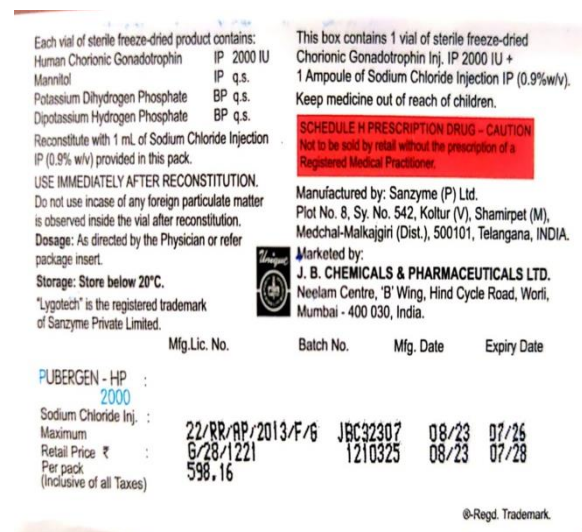 Each vial of sterile freeze-dried product contains:
Human Chorionic Gonadotrophin IP 2000 IU
Mannitol IP q.s.
Potassium Dihydrogen Phosphate BP q.s.
Dipotassium Hydrogen Phosphate BP q.s.
Reconstitute with 1 mL of Sodium Chloride Injection
IP (0.9% w/v) provided in this pack.
USE IMMEDIATELY AFTER RECONSTITUTION.
Do not use incase of any foreign particulate matter
is observed inside the vial after reconstitution.
Dosage: As directed by the Physician or refer
package insert.
Storage: Store below 20°C.
"Lygotech" is the registered trademark
of Sanzyme Private Limited.
This box contains 1 vial of sterile freeze-dried
Chorionic Gonadotrophin Inj. IP 2000 IU +
1 Ampoule of Sodium Chloride Injection IP (0.9%w/v).
Keep medicine out of reach of children.
SCHEDULE H PRESCRIPTION DRUG – CAUTION
Not to be sold by retail without the prescription of a
Registered Medical Practitioner.
Manufactured by: Sanzyme (P) Ltd.
Plot No. 8, Sy. No. 542, Koltur (V), Shamirpet (M),
Medchal-Malkajgiri (Dist.), 500101, Telangana, INDIA.
Unique
Marketed by:
J. B. CHEMICALS & PHARMACEUTICALS LTD.
Neelam Centre, 'B' Wing, Hind Cycle Road, Worli,
Mumbai - 400 030, India.
Mfg.Lic. No. Batch No. Mfg. Date Expiry Date
PUBERGEN - HP :
2000
Sodium Chloride Inj. :
Maximum 22/RR/AP/2013/F/G JBC32307 08/23 07/26
Retail Price ₹ : G/28/1221 1210325 08/23 07/28
Per pack 598.16
(Inclusive of all Taxes)
®-Regd. Trademark.